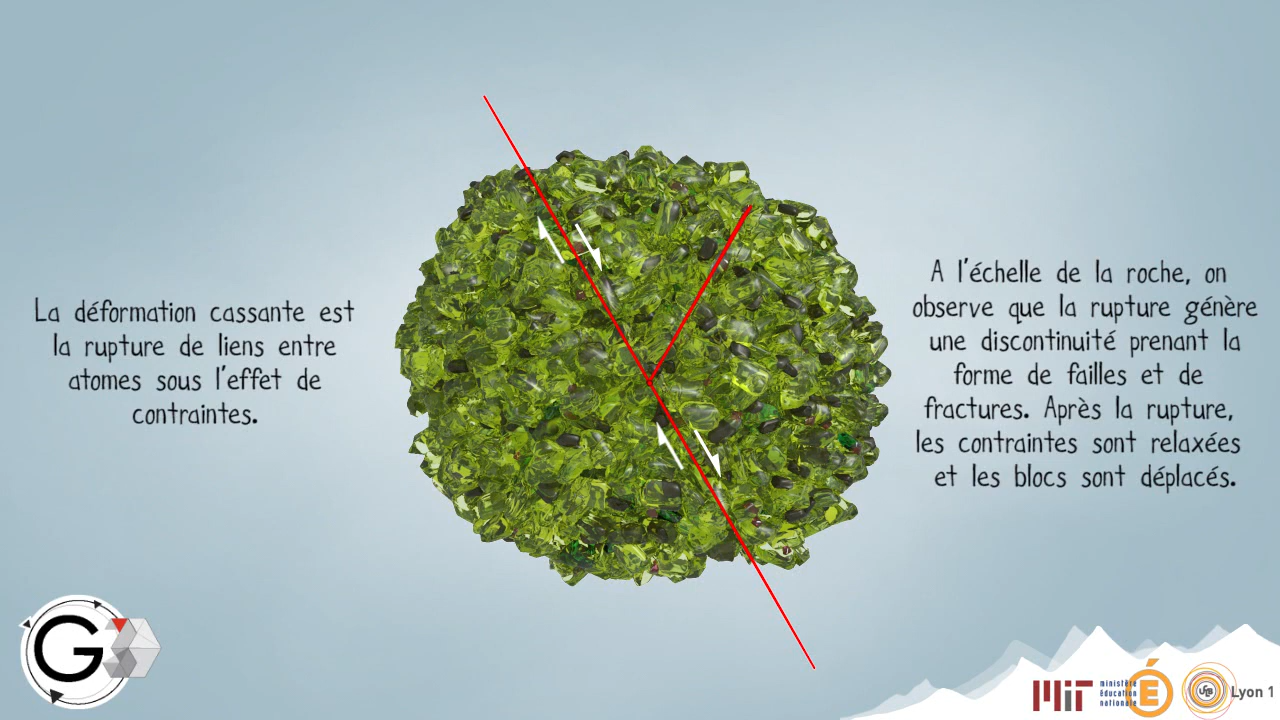 La déformation cassante est
la rupture de liens entre
atomes sous l'effet de
contraintes.
A l'échelle de la roche, on
observe que la rupture génère
une discontinuité prenant la
forme de failles et de
fractures. Après la rupture,
les contraintes sont relaxées
et les blocs sont déplacés.
G
MIT
ministère
éducation
nationale
É
Lyon 1